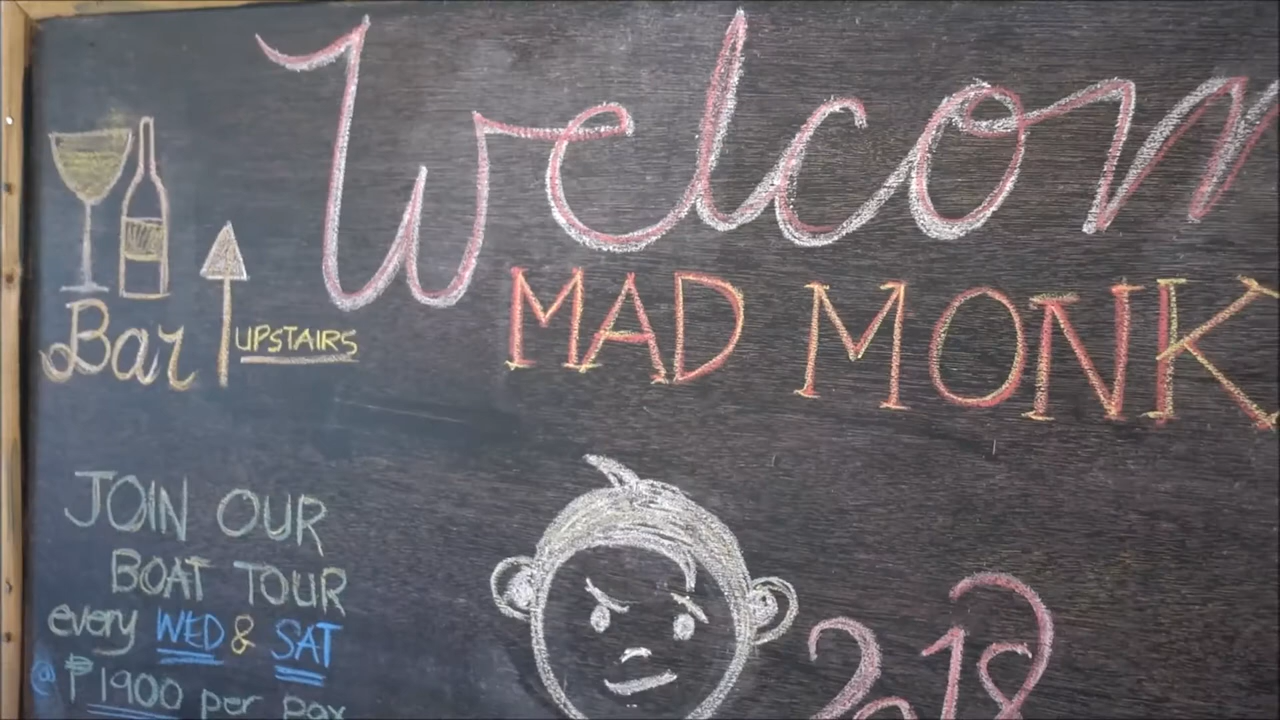 Welcom
MAD MONK
Bar
UPSTAIRS
JOIN OUR
BOAT TOUR
every WED & SAT
@ ₱1900 per pax